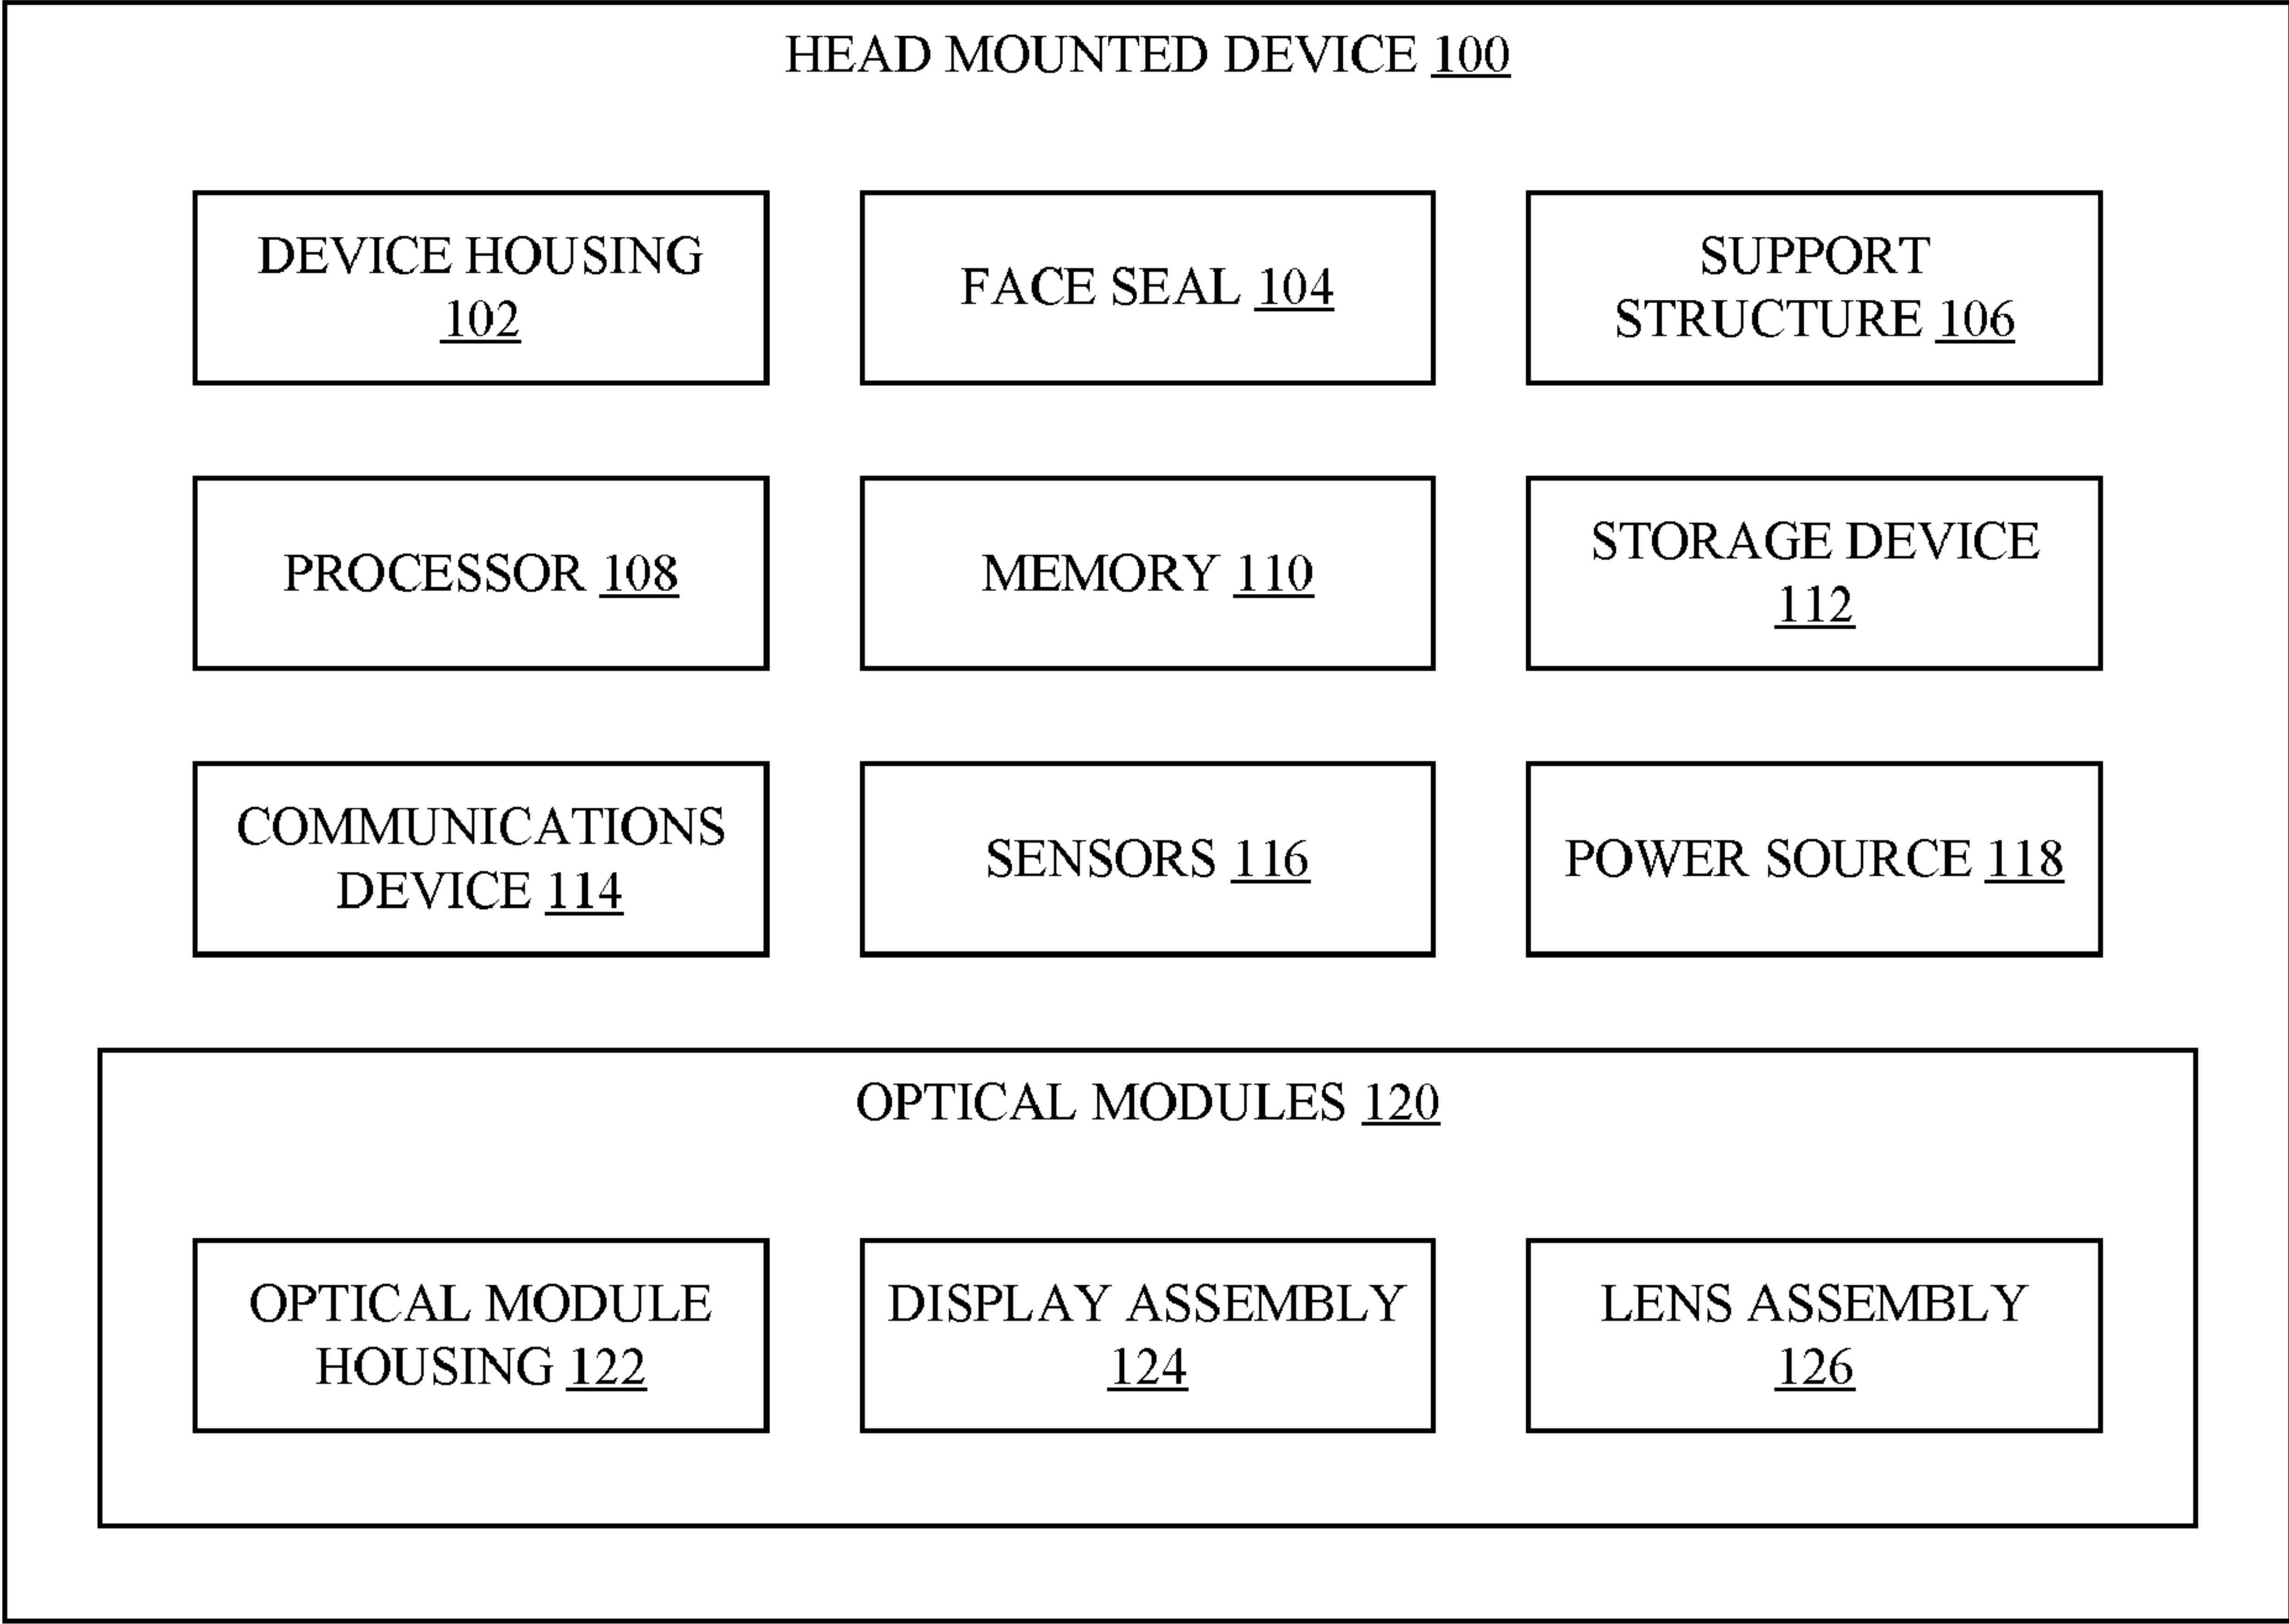 HEAD MOUNTED DEVICE 100
DEVICE HOUSING
102
FACE SEAL 104
SUPPORT
STRUCTURE 106
PROCESSOR 108
MEMORY 110
STORAGE DEVICE
112
COMMUNICATIONS
DEVICE 114
SENSORS 116
POWER SOURCE 118
OPTICAL MODULES 120
OPTICAL MODULE
HOUSING 122
DISPLAY ASSEMBLY
124
LENS ASSEMBLY
126